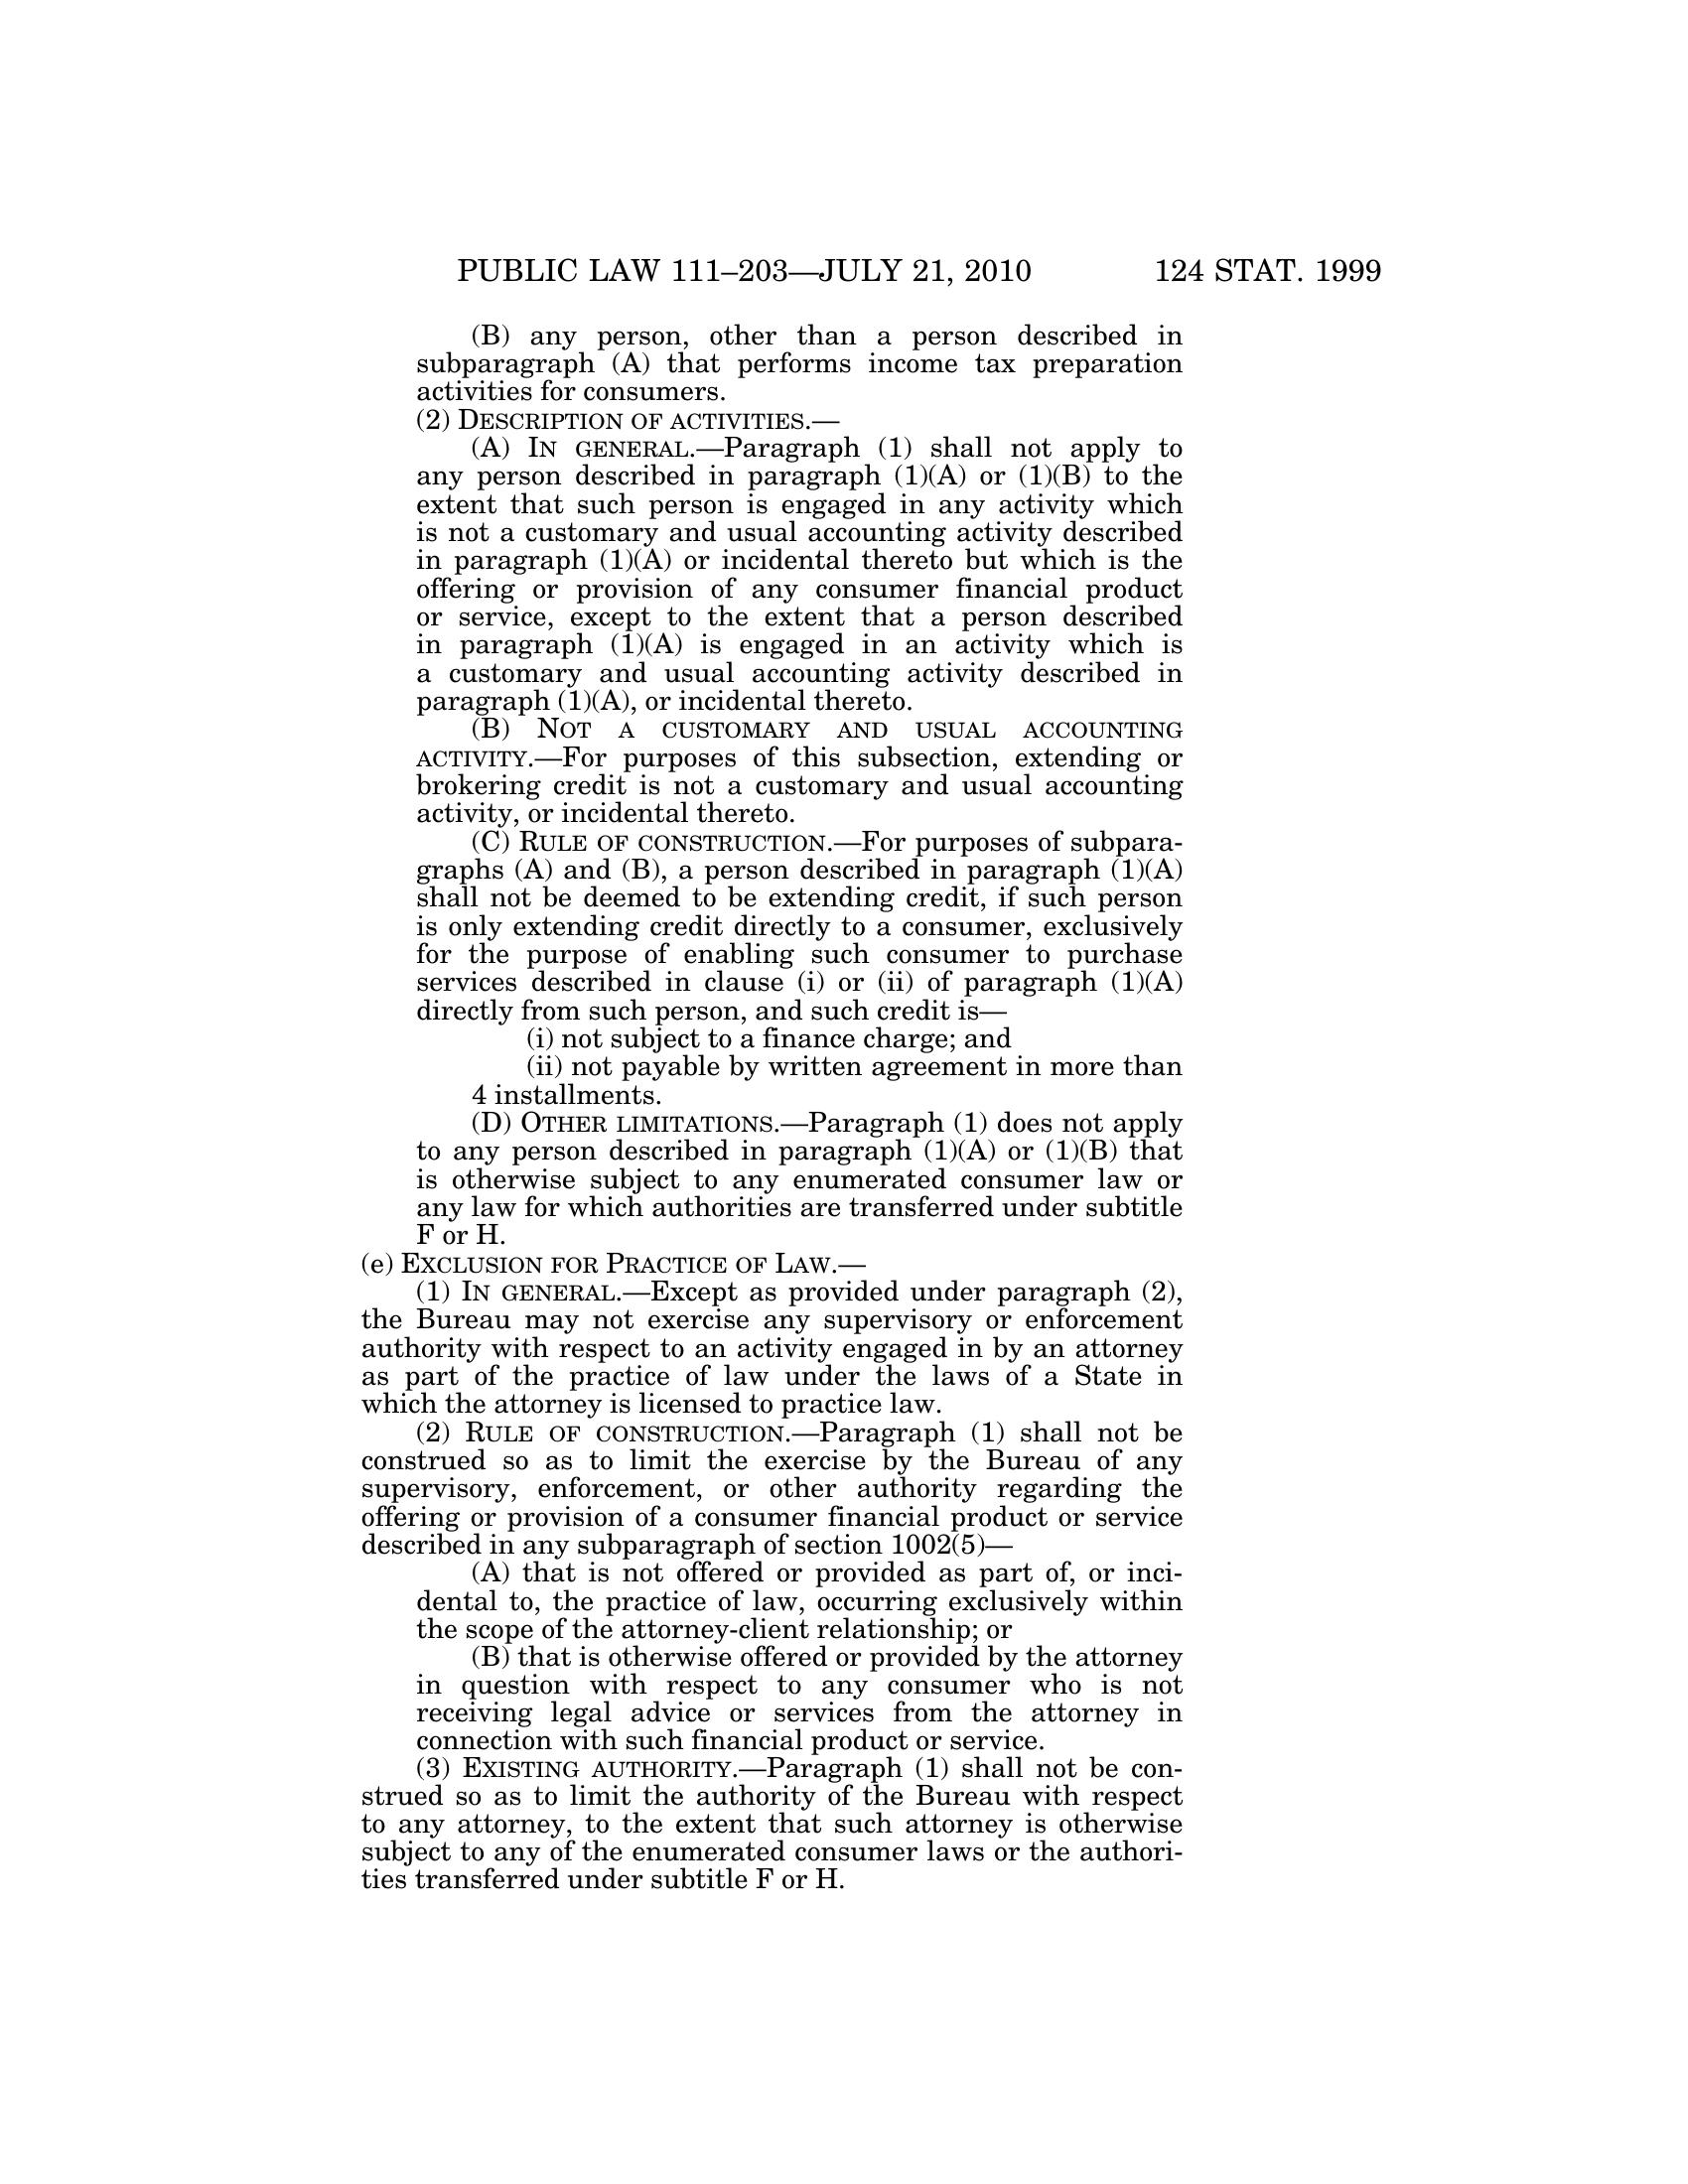 PUBLIC LAW 111–203—JULY 21, 2010 124 STAT. 1999
(B) any person, other than a person described in
subparagraph (A) that performs income tax preparation
activities for consumers.
(2) DESCRIPTION OF ACTIVITIES.—
(A) IN GENERAL.—Paragraph (1) shall not apply to
any person described in paragraph (1)(A) or (1)(B) to the
extent that such person is engaged in any activity which
is not a customary and usual accounting activity described
in paragraph (1)(A) or incidental thereto but which is the
offering or provision of any consumer financial product
or service, except to the extent that a person described
in paragraph (1)(A) is engaged in an activity which is
a customary and usual accounting activity described in
paragraph (1)(A), or incidental thereto.
(B) NOT A CUSTOMARY AND USUAL ACCOUNTING
ACTIVITY.—For purposes of this subsection, extending or
brokering credit is not a customary and usual accounting
activity, or incidental thereto.
(C) RULE OF CONSTRUCTION.—For purposes of subpara-
graphs (A) and (B), a person described in paragraph (1)(A)
shall not be deemed to be extending credit, if such person
is only extending credit directly to a consumer, exclusively
for the purpose of enabling such consumer to purchase
services described in clause (i) or (ii) of paragraph (1)(A)
directly from such person, and such credit is—
(i) not subject to a finance charge; and
(ii) not payable by written agreement in more than
4 installments.
(D) OTHER LIMITATIONS.—Paragraph (1) does not apply
to any person described in paragraph (1)(A) or (1)(B) that
is otherwise subject to any enumerated consumer law or
any law for which authorities are transferred under subtitle
F or H.
(e) EXCLUSION FOR PRACTICE OF LAW.—
(1) IN GENERAL.—Except as provided under paragraph (2),
the Bureau may not exercise any supervisory or enforcement
authority with respect to an activity engaged in by an attorney
as part of the practice of law under the laws of a State in
which the attorney is licensed to practice law.
(2) RULE OF CONSTRUCTION.—Paragraph (1) shall not be
construed so as to limit the exercise by the Bureau of any
supervisory, enforcement, or other authority regarding the
offering or provision of a consumer financial product or service
described in any subparagraph of section 1002(5)—
(A) that is not offered or provided as part of, or inci-
dental to, the practice of law, occurring exclusively within
the scope of the attorney-client relationship; or
(B) that is otherwise offered or provided by the attorney
in question with respect to any consumer who is not
receiving legal advice or services from the attorney in
connection with such financial product or service.
(3) EXISTING AUTHORITY.—Paragraph (1) shall not be con-
strued so as to limit the authority of the Bureau with respect
to any attorney, to the extent that such attorney is otherwise
subject to any of the enumerated consumer laws or the authori-
ties transferred under subtitle F or H.